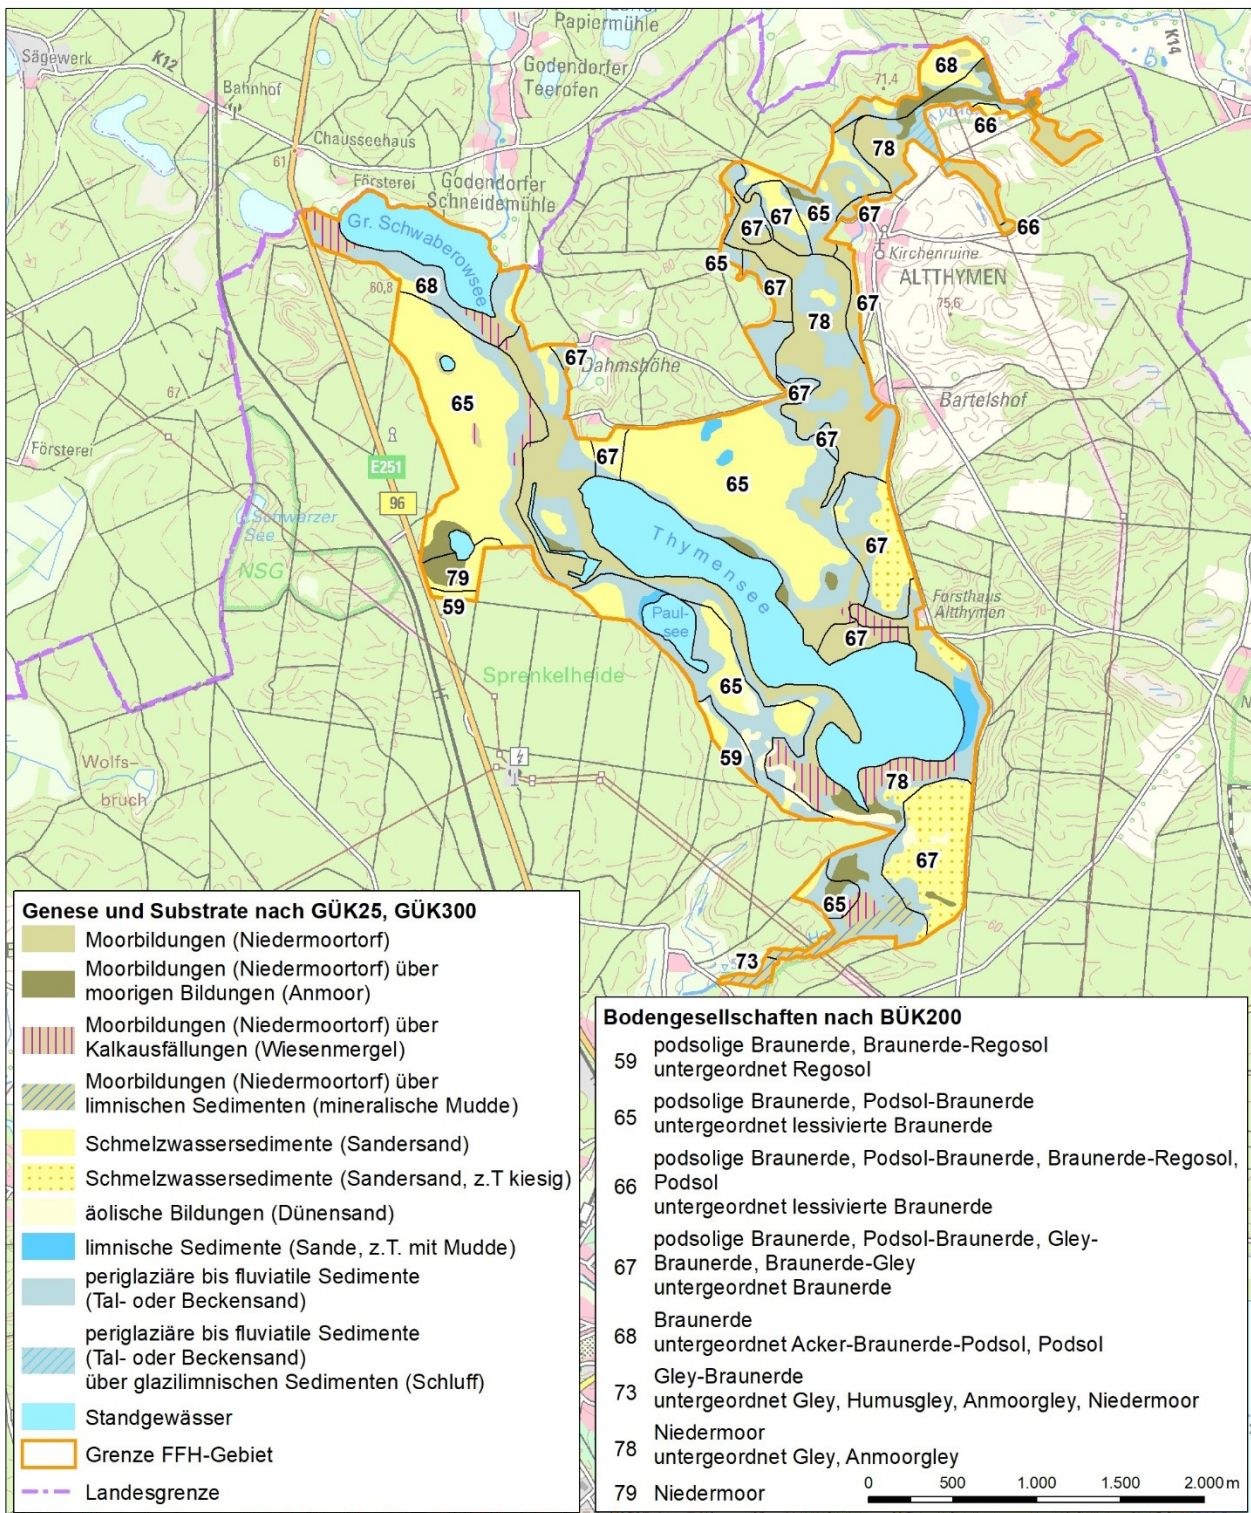 Papiermühle
Sägewerk
K12
Godendorfer
Teerofen
Bahnhof
Chausseehaus
61
Försterei
Godendorfer
Schneidemühle
Gr. Schwaberowsee
60,8
68
71,4
K14
68
66
78
67
65
67
67
66
Kirchenruine
ALTTHYMEN
65
67
67
78
75,6
67
Dahmshöhe
67
67
Bartelshof
67
65
67
67
Försterei
E251
96
65
Schwarzer
See
NSG
Thymensee
67
79
59
Paul-
see
60
Forsthaus
Altthymen
67
Sprenkelheide
65
59
78
Wolfs-
bruch
67
65
73
Genese und Substrate nach GÜK25, GÜK300
Moorbildungen (Niedermoortorf)
Moorbildungen (Niedermoortorf) über
moorigen Bildungen (Anmoor)
Moorbildungen (Niedermoortorf) über
Kalkausfällungen (Wiesenmergel)
Moorbildungen (Niedermoortorf) über
limnischen Sedimenten (mineralische Mudde)
Schmelzwassersedimente (Sandersand)
Schmelzwassersedimente (Sandersand, z.T kiesig)
äolische Bildungen (Dünensand)
limnische Sedimente (Sande, z.T. mit Mudde)
periglaziäre bis fluviatile Sedimente
(Tal- oder Beckensand)
periglaziäre bis fluviatile Sedimente
(Tal- oder Beckensand)
über glazilimnischen Sedimenten (Schluff)
Standgewässer
Grenze FFH-Gebiet
Landesgrenze
Bodengesellschaften nach BÜK200
59 podsolige Braunerde, Braunerde-Regosol
untergeordnet Regosol
65 podsolige Braunerde, Podsol-Braunerde
untergeordnet lessivierte Braunerde
66 podsolige Braunerde, Podsol-Braunerde, Braunerde-Regosol,
Podsol
untergeordnet lessivierte Braunerde
67 podsolige Braunerde, Podsol-Braunerde, Gley-
Braunerde, Braunerde-Gley
untergeordnet Braunerde
68 Braunerde
untergeordnet Acker-Braunerde-Podsol, Podsol
73 Gley-Braunerde
untergeordnet Gley, Humusgley, Anmoorgley, Niedermoor
78 Niedermoor
untergeordnet Gley, Anmoorgley
79 Niedermoor
0 500 1.000 1.500 2.000 m